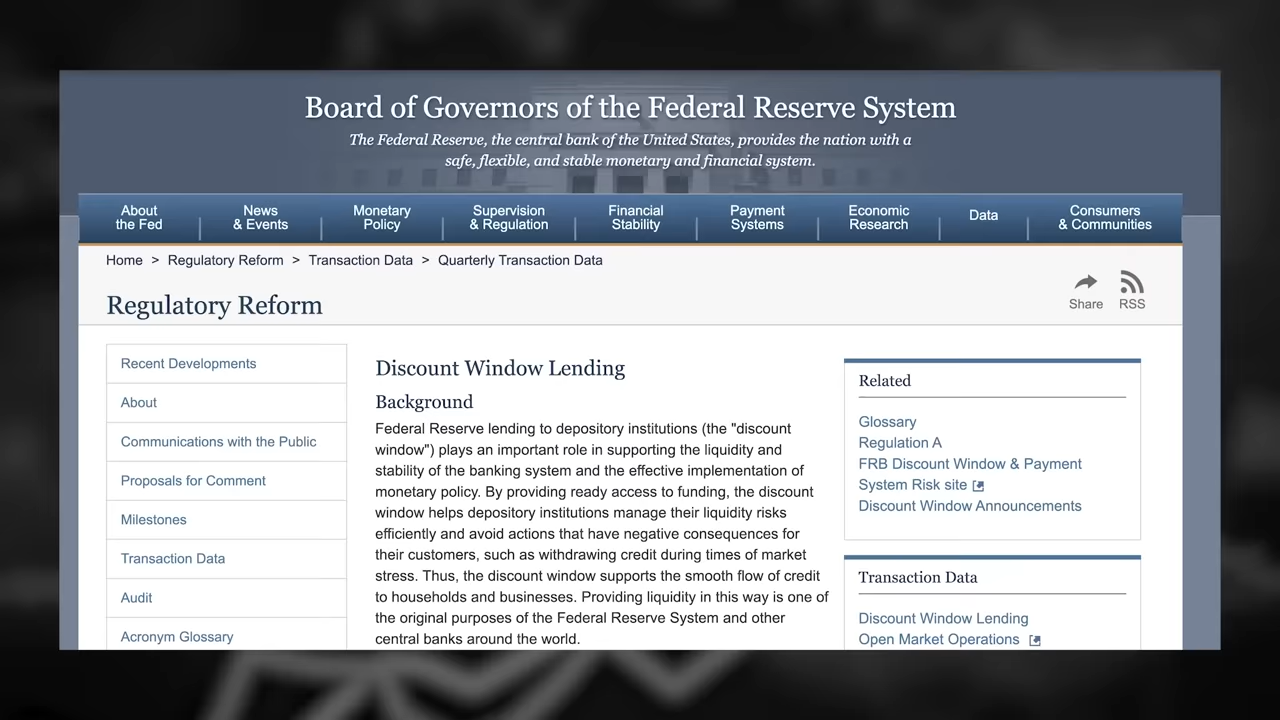 Board of Governors of the Federal Reserve System
The Federal Reserve, the central bank of the United States, provides the nation with a
safe, flexible, and stable monetary and financial system.
About
the Fed
News
& Events
Monetary
Policy
Supervision
& Regulation
Financial
Stability
Payment
Systems
Economic
Research
Data
Consumers
& Communities
Home > Regulatory Reform > Transaction Data > Quarterly Transaction Data
Regulatory Reform
Share
RSS
Recent Developments
About
Communications with the Public
Proposals for Comment
Milestones
Transaction Data
Audit
Acronym Glossary
Discount Window Lending
Background
Federal Reserve lending to depository institutions (the "discount
window") plays an important role in supporting the liquidity and
stability of the banking system and the effective implementation of
monetary policy. By providing ready access to funding, the discount
window helps depository institutions manage their liquidity risks
efficiently and avoid actions that have negative consequences for
their customers, such as withdrawing credit during times of market
stress. Thus, the discount window supports the smooth flow of credit
to households and businesses. Providing liquidity in this way is one of
the original purposes of the Federal Reserve System and other
central banks around the world.
Related
Glossary
Regulation A
FRB Discount Window & Payment
System Risk site
Discount Window Announcements
Transaction Data
Discount Window Lending
Open Market Operations